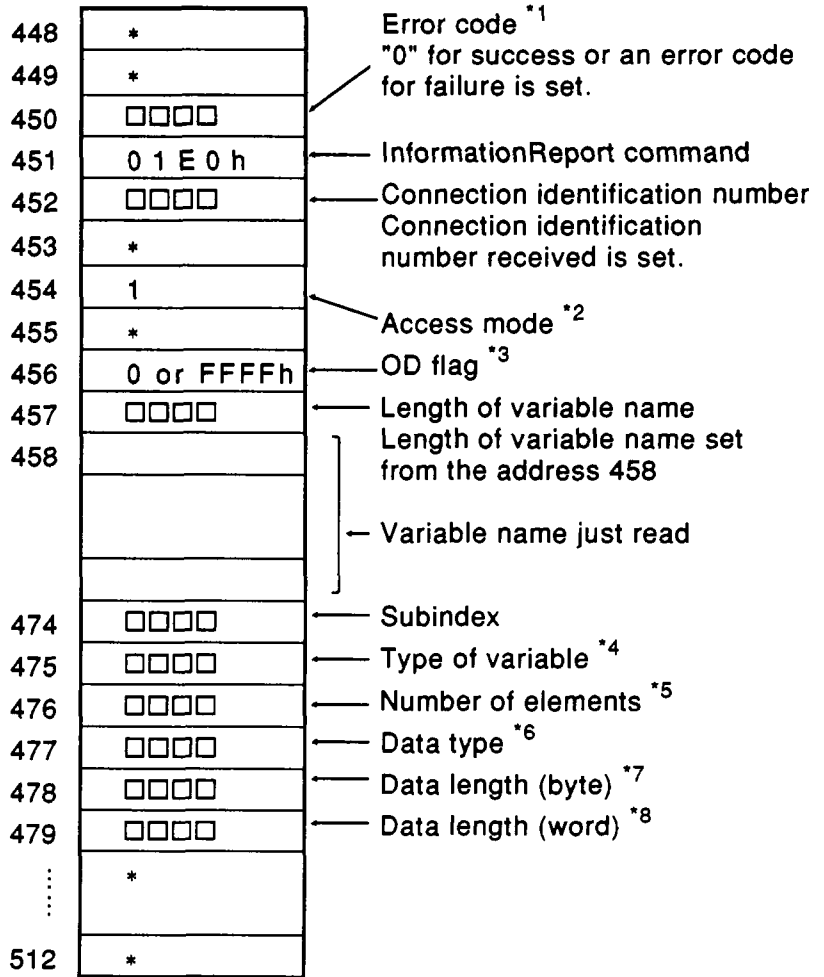 448 * Error code *1
"0" for success or an error code
449 * for failure is set.
450 □□□□
451 01E0h InformationReport command
452 □□□□ Connection identification number
Connection identification
453 * number received is set.
454 1
455 * Access mode *2
456 0 or FFFFh OD flag *3
457 □□□□ Length of variable name
458 Length of variable name set
from the address 458
Variable name just read
474 □□□□ Subindex
475 □□□□ Type of variable *4
476 □□□□ Number of elements *5
477 □□□□ Data type *6
478 □□□□ Data length (byte) *7
479 □□□□ Data length (word) *8
*
512 *